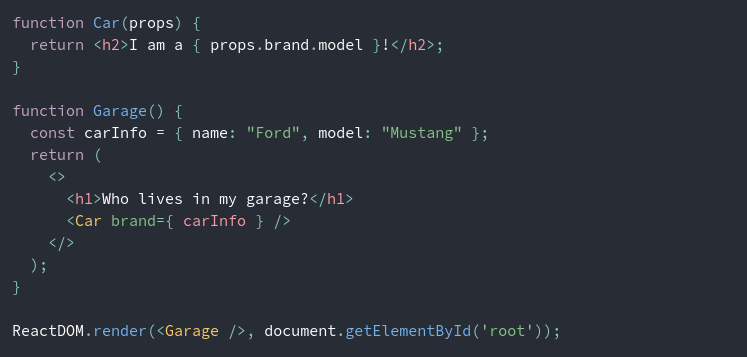 function Car(props) {
  return <h2>I am a { props.brand.model }!</h2>;
}

function Garage() {
  const carInfo = { name: "Ford", model: "Mustang" };
  return (
    <>
      <h1>Who lives in my garage?</h1>
      <Car brand={ carInfo } />
    </>
  );
}

ReactDOM.render(<Garage />, document.getElementById('root'));